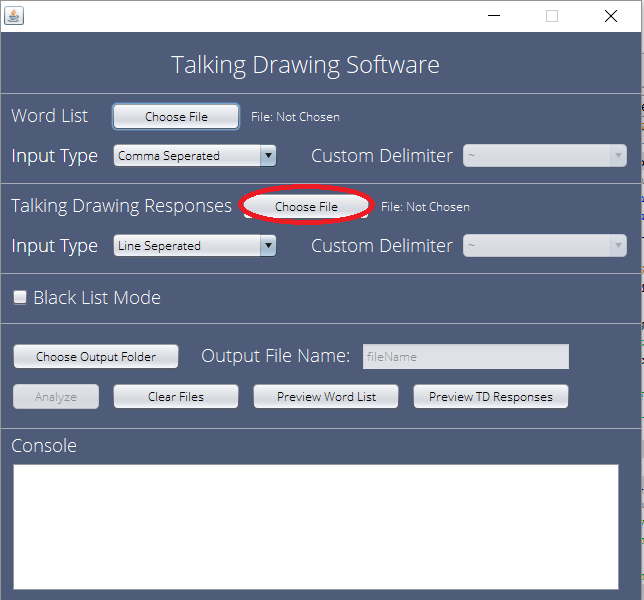 Talking Drawing Software
Word List Choose File File: Not Chosen
Input Type Comma Seperated Custom Delimiter ~
Talking Drawing Responses Choose File File: Not Chosen
Input Type Line Seperated Custom Delimiter ~
Black List Mode
Choose Output Folder Output File Name: fileName
Analyze Clear Files Preview Word List Preview TD Responses
Console